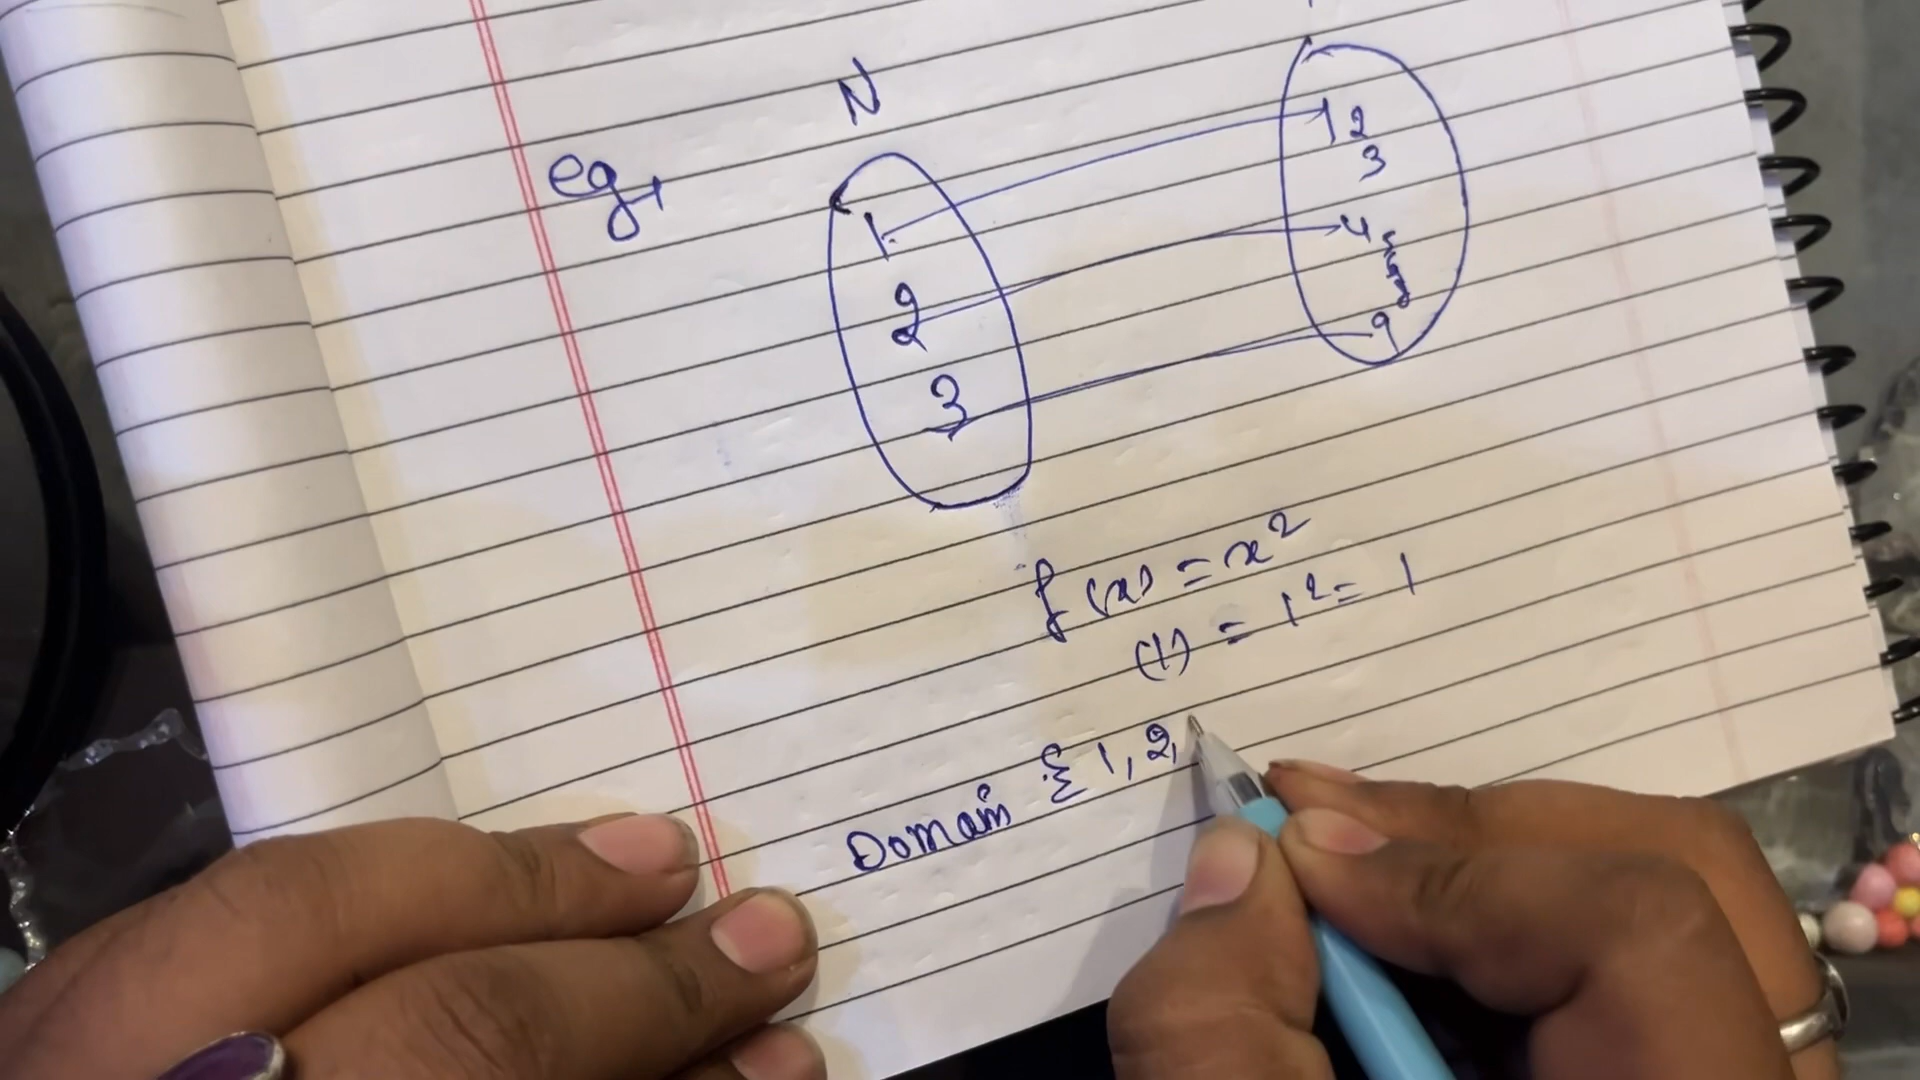 N
eg,
1
2
3
1 2
3
4
9
f(x) = x²
(1) = 1² = 1
Domain { 1, 2,